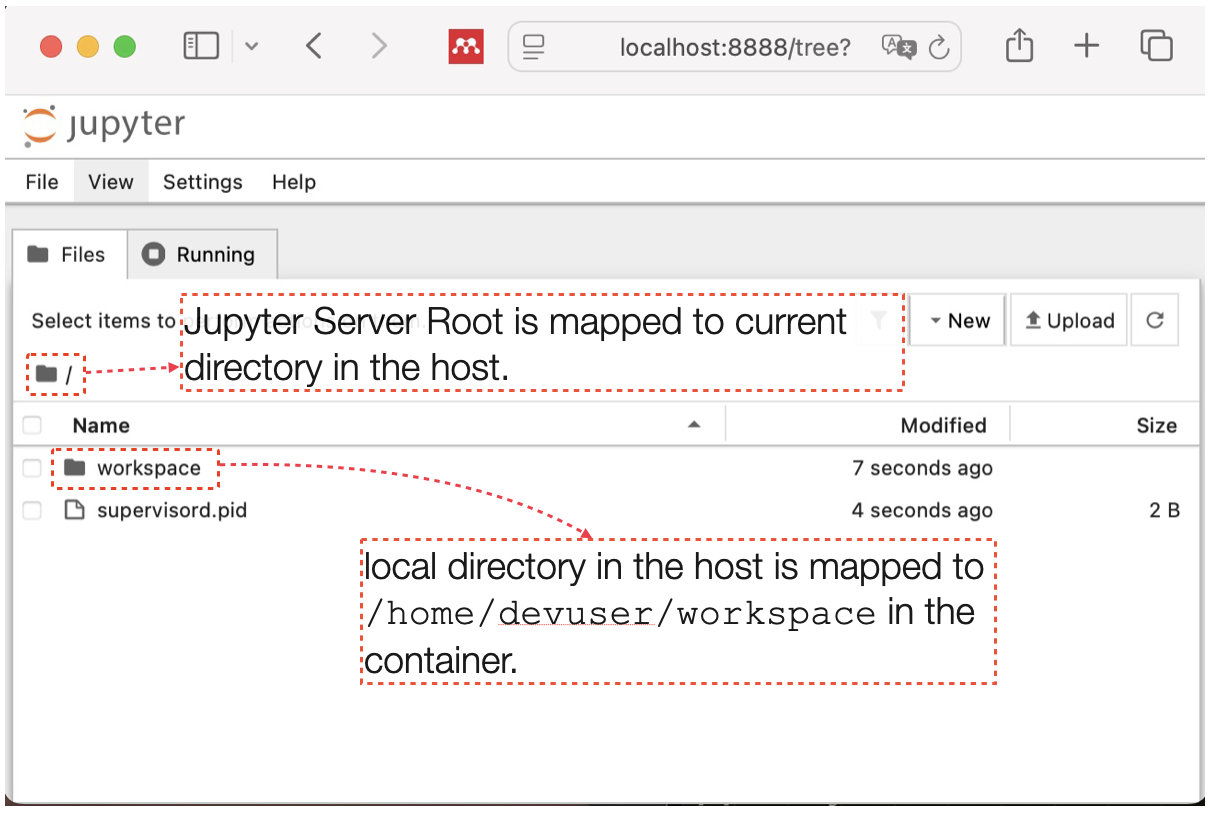 localhost:8888/tree?
jupyter
File View Settings Help
Files Running
Select items to
Jupyter Server Root is mapped to current
directory in the host.
New Upload
/
Name Modified Size
workspace 7 seconds ago
supervisord.pid 4 seconds ago 2 B
local directory in the host is mapped to
/home/devuser/workspace in the
container.